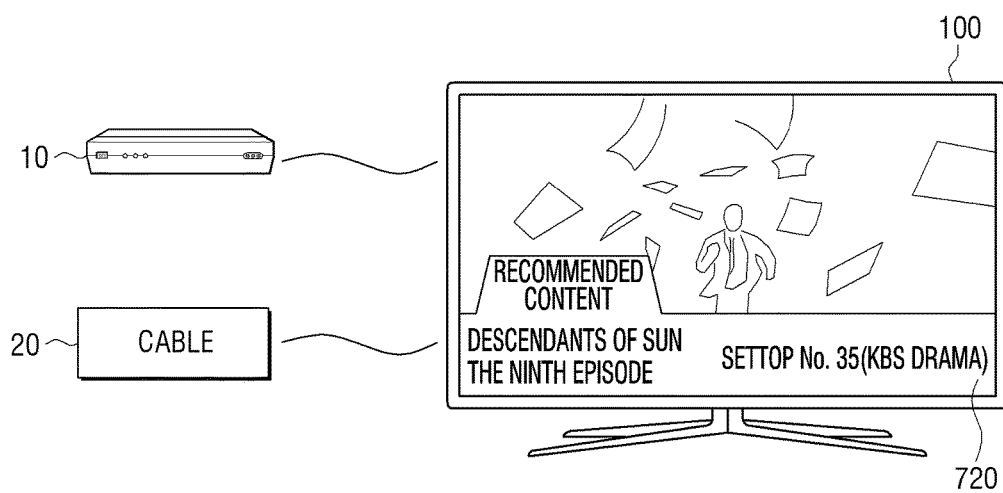 100
10
RECOMMENDED
CONTENT
20
CABLE
DESCENDANTS OF SUN
THE NINTH EPISODE
SETTOP No. 35(KBS DRAMA)
720